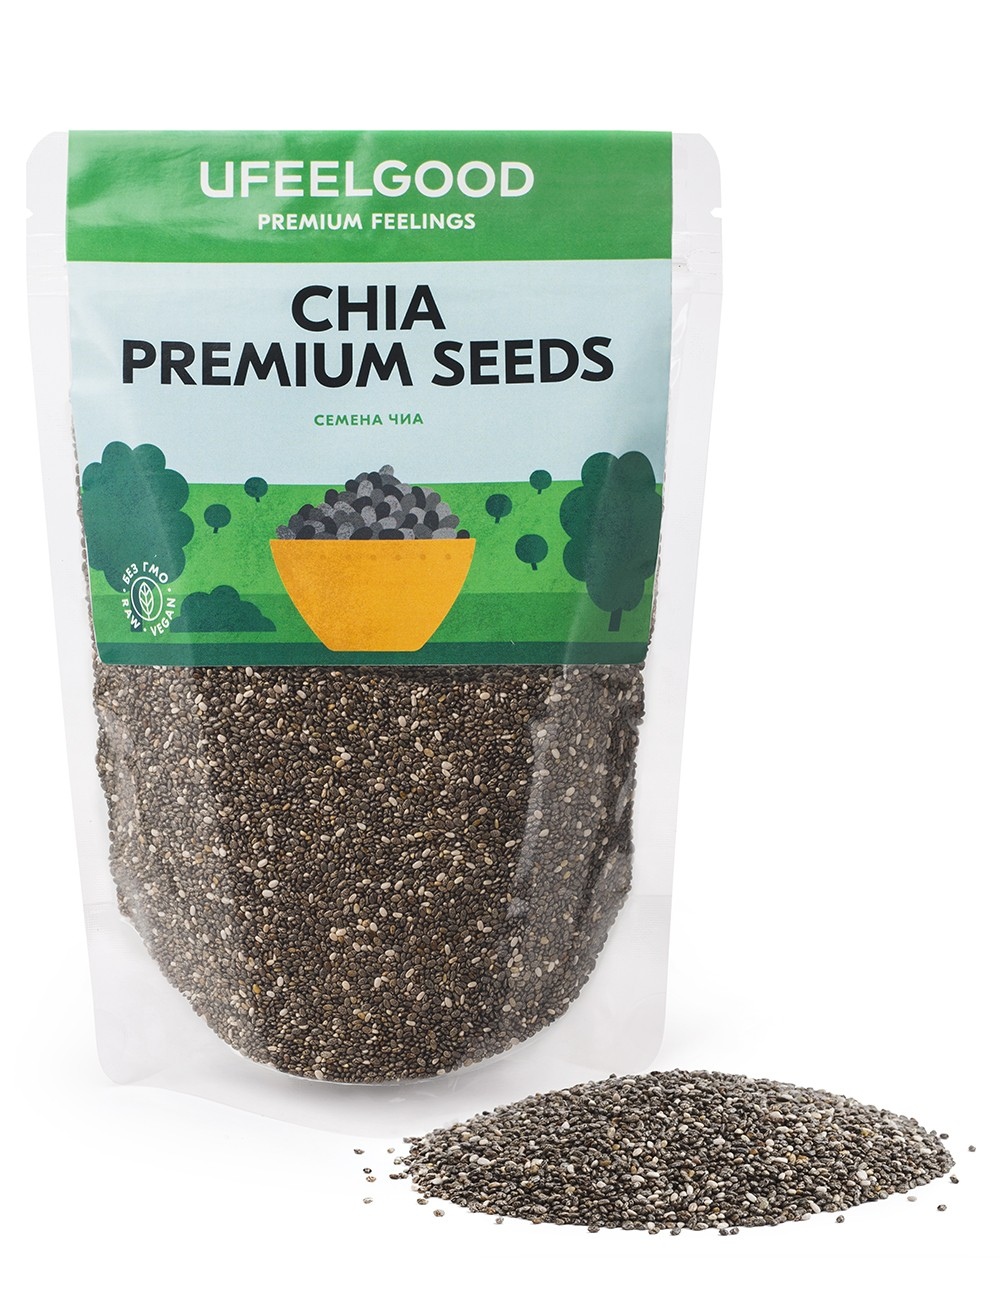 UFEELGOOD
PREMIUM FEELINGS
CHIA
PREMIUM SEEDS
СЕМЕНА ЧИА
• БЕЗ ГМО •
RAW • VEGAN